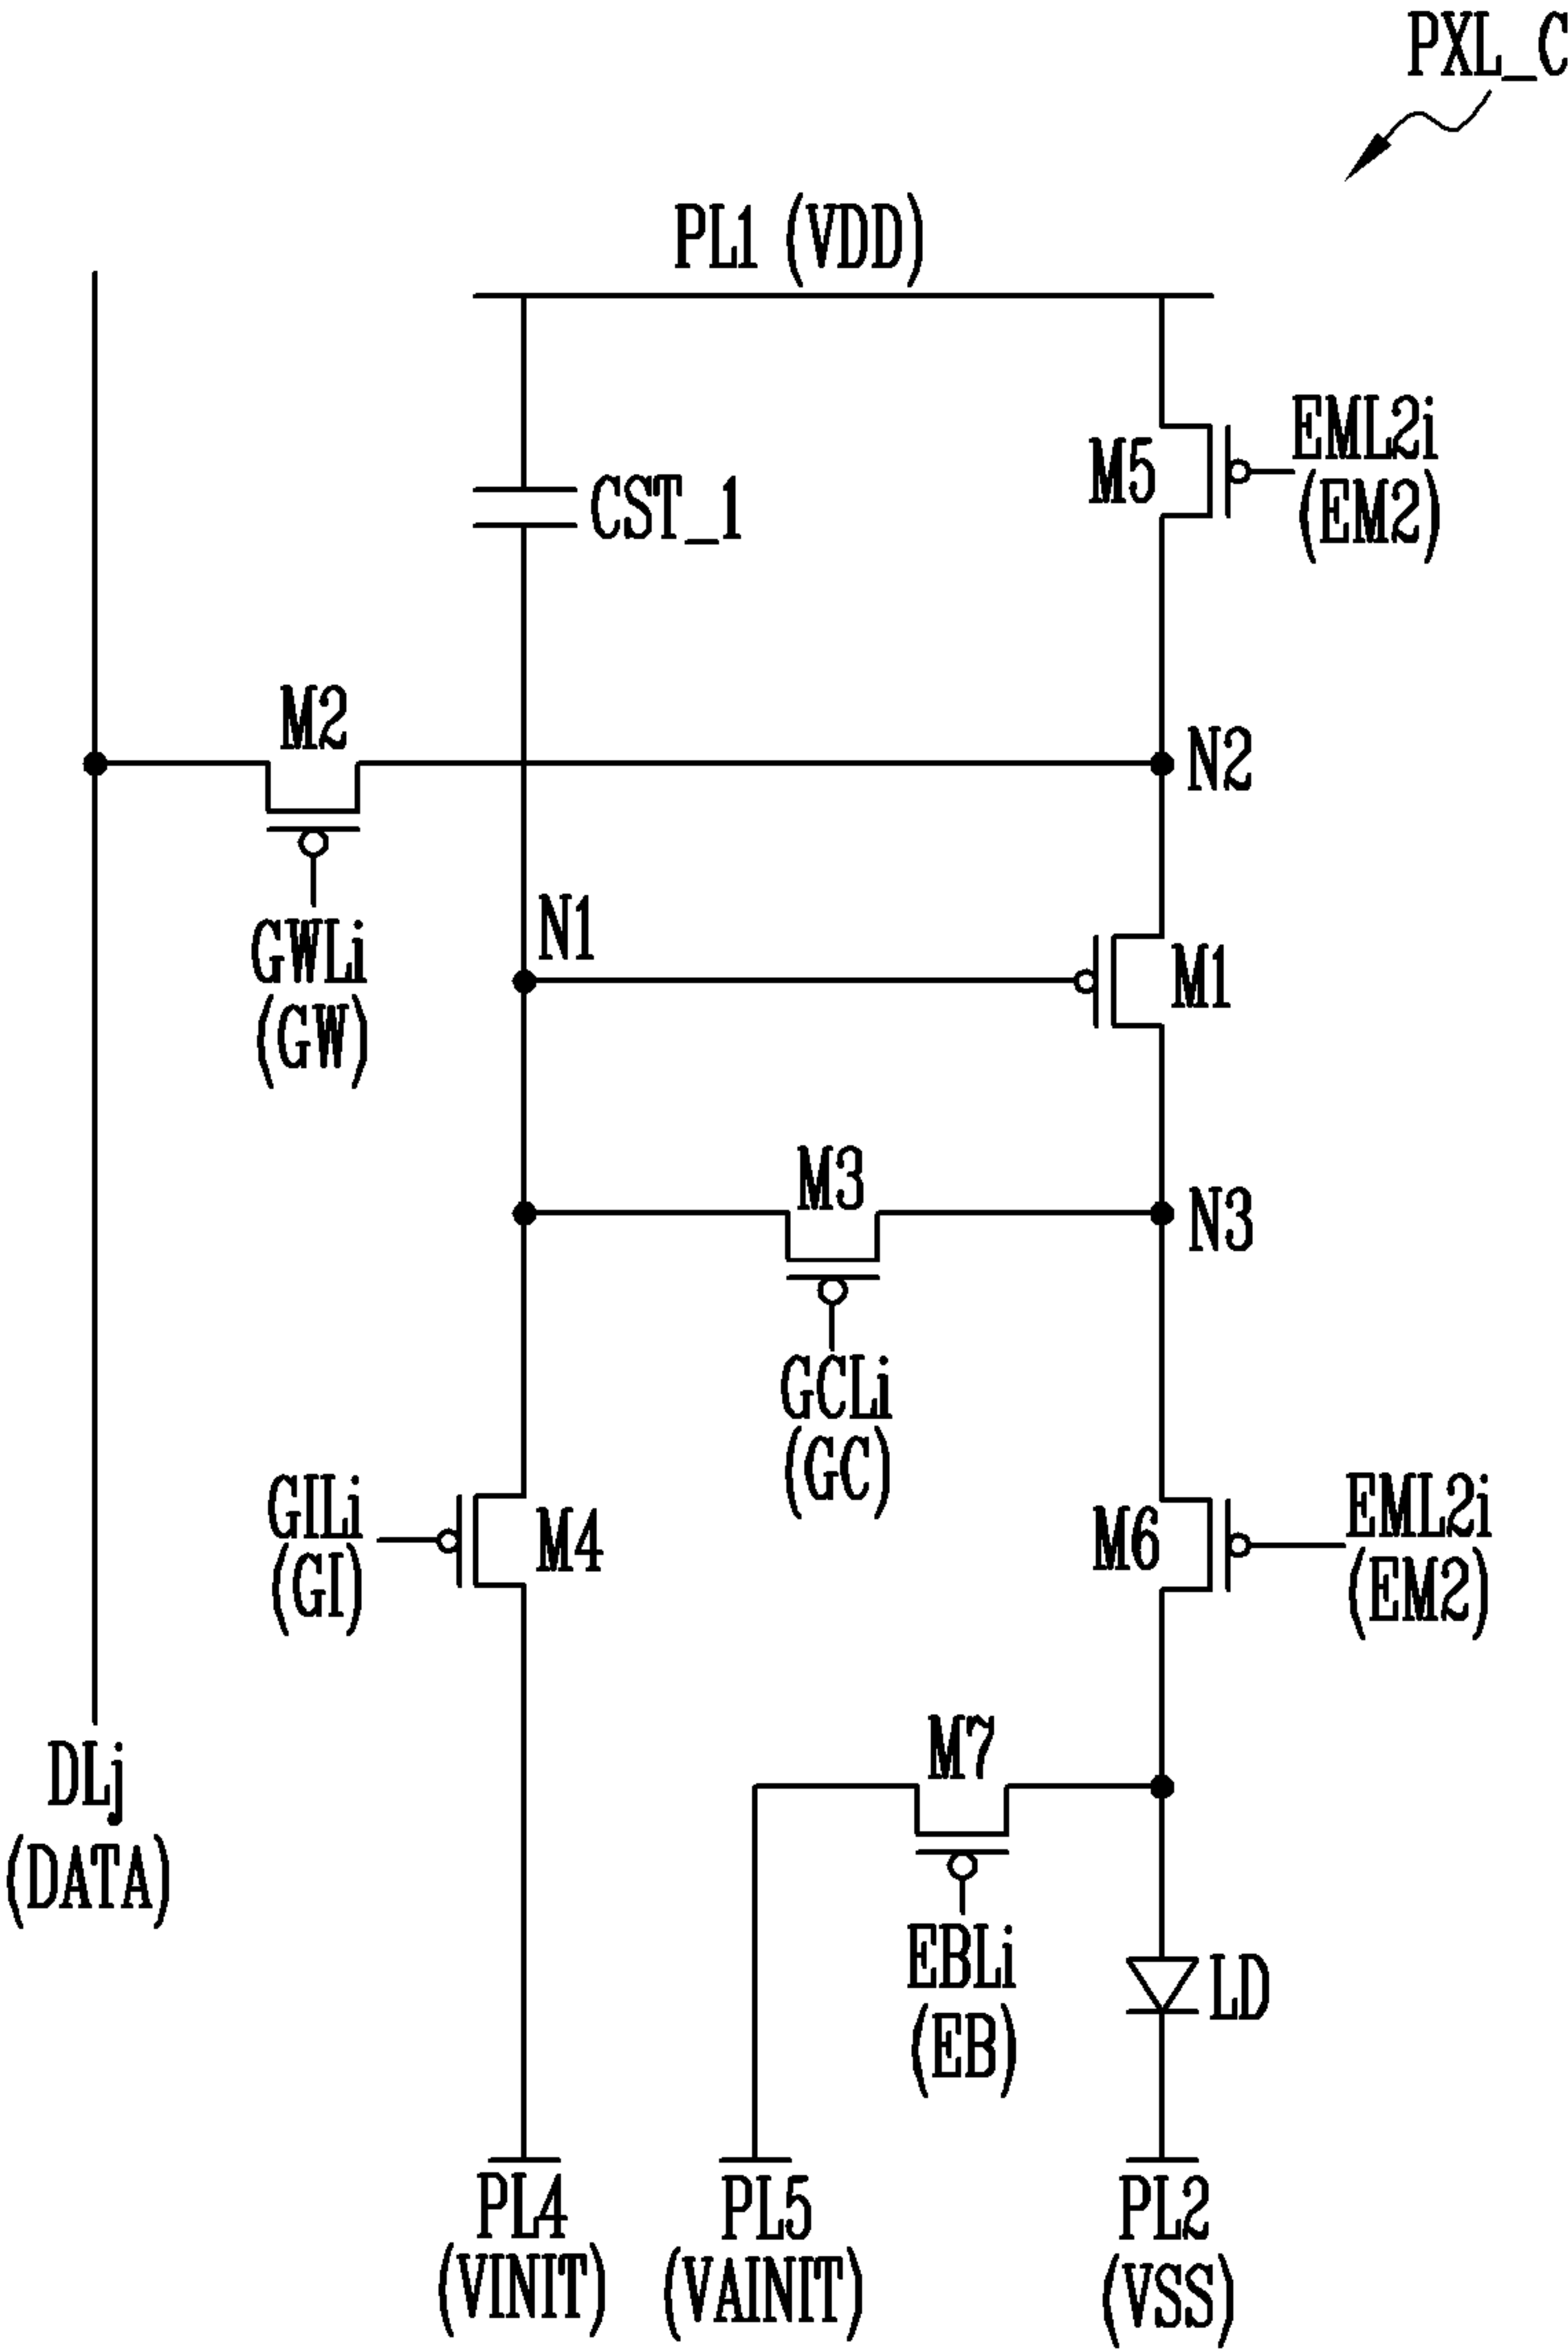 PXL_C
PL1 (VDD)
EML2i
(EM2)
M5
CST_1
M2
N2
GWLi
(GW)
N1
M1
M3
N3
GCLi
(GC)
GILi
(GI)
M4
M6
EML2i
(EM2)
M7
DLj
(DATA)
EBLi
(EB)
LD
PL4
(VINIT)
PL5
(VAINIT)
PL2
(VSS)